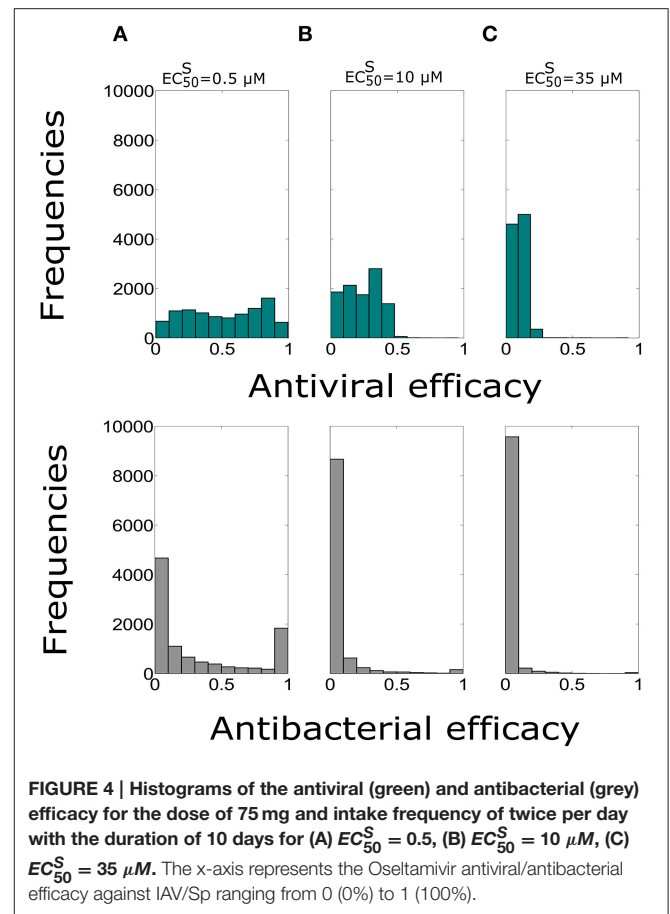 A B C
EC₅₀ˢ=0.5 μM EC₅₀ˢ=10 μM EC₅₀ˢ=35 μM
Frequencies
10000
8000
6000
4000
2000
0
0 0.5 1 0 0.5 1 0 0.5 1
Antiviral efficacy
Frequencies
10000
8000
6000
4000
2000
0
0 0.5 1 0 0.5 1 0 0.5 1
Antibacterial efficacy
FIGURE 4 | Histograms of the antiviral (green) and antibacterial (grey)
efficacy for the dose of 75 mg and intake frequency of twice per day
with the duration of 10 days for (A) EC₅₀ˢ = 0.5, (B) EC₅₀ˢ = 10 μM, (C)
EC₅₀ˢ = 35 μM. The x-axis represents the Oseltamivir antiviral/antibacterial
efficacy against IAV/Sp ranging from 0 (0%) to 1 (100%).